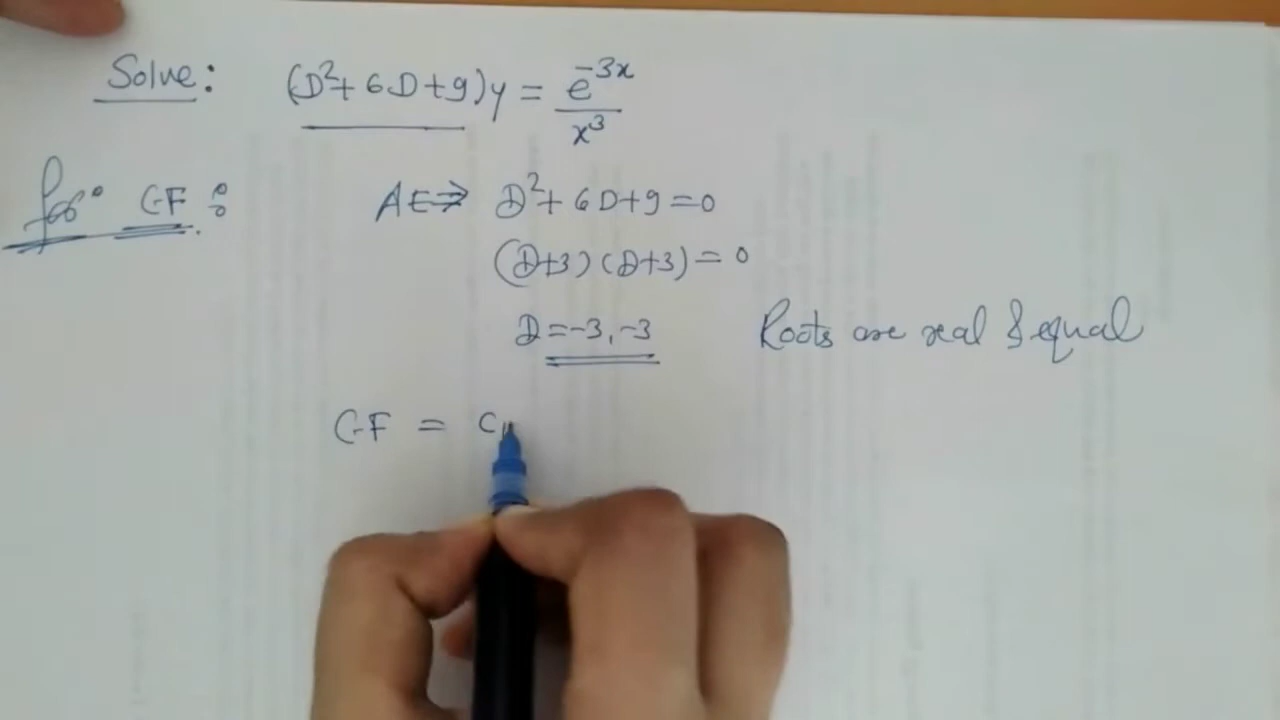 Solve: (D²+6D+9)y = e^{-3x}/x³
for CF :
AE⇒ D²+6D+9=0
(D+3)(D+3)=0
D=-3,-3 Roots are real & equal
CF = C